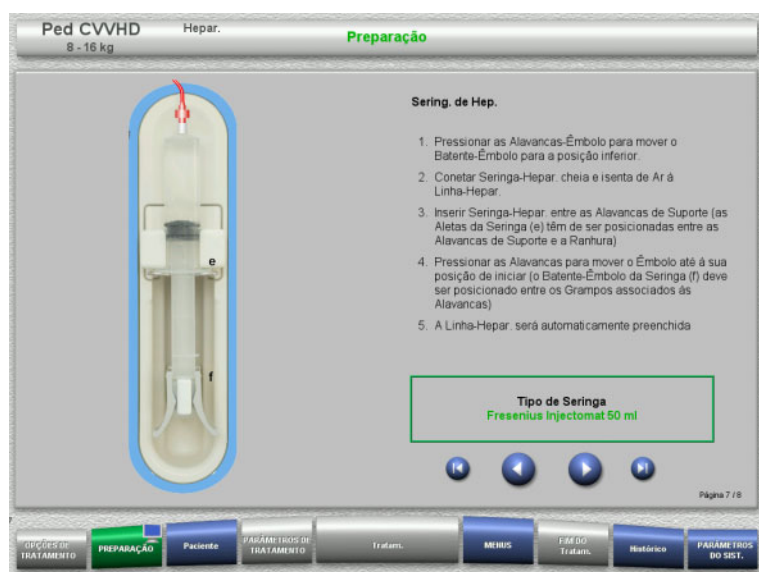 Ped CVVHD Hepar. Preparação
8 - 16 kg
Sering. de Hep.
1. Pressionar as Alavancas-Êmbolo para mover o
Batente-Êmbolo para a posição inferior.
2. Conetar Seringa-Hepar. cheia e isenta de Ar á
Linha-Hepar.
3. Inserir Seringa-Hepar. entre as Alavancas de Suporte (as
Aletas da Seringa (e) têm de ser posicionadas entre as
Alavancas de Suporte e a Ranhura)
4. Pressionar as Alavancas para mover o Êmbolo até á sua
posição de iniciar (o Batente-Êmbolo da Seringa (f) deve
ser posicionado entre os Grampos associados ás
Alavancas)
5. A Linha-Hepar. será automaticamente preenchida
e
f
Tipo de Seringa
Fresenius Injectomat 50 ml
Página 7 / 8
OPÇÕES DE
TRATAMENTO
PREPARAÇÃO
Paciente
PARÂMETROS DE
TRATAMENTO
Tratam.
MENUS
FIM DO
Tratam.
Histórico
PARÂMETROS
DO SIST.